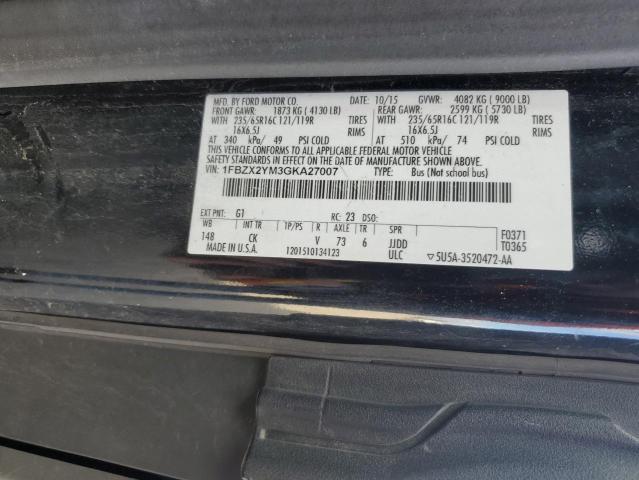 MFD. BY FORD MOTOR CO. DATE: 10/15 GVWR: 4082 KG ( 9000 LB)
FRONT GAWR: 1873 KG ( 4130 LB) REAR GAWR: 2599 KG ( 5730 LB)
WITH 235/65R16C 121/119R TIRES WITH 235/65R16C 121/119R TIRES
16X6.5J RIMS 16X6.5J RIMS
AT 340 kPa/ 49 PSI COLD AT 510 kPa/ 74 PSI COLD
THIS VEHICLE CONFORMS TO ALL APPLICABLE FEDERAL MOTOR VEHICLE
SAFETY STANDARDS IN EFFECT ON THE DATE OF MANUFACTURE SHOWN ABOVE.
VIN: 1FBZX2YM3GKA27007 TYPE: Bus (Not school bus)
EXT PNT: G1 RC: 23 DSO:
WB INT TR TP/PS R AXLE TR SPR F0371
148 CK V 73 6 JJDD T0365
MADE IN U.S.A. 1201510134123 ULC ▽5U5A-3520472-AA